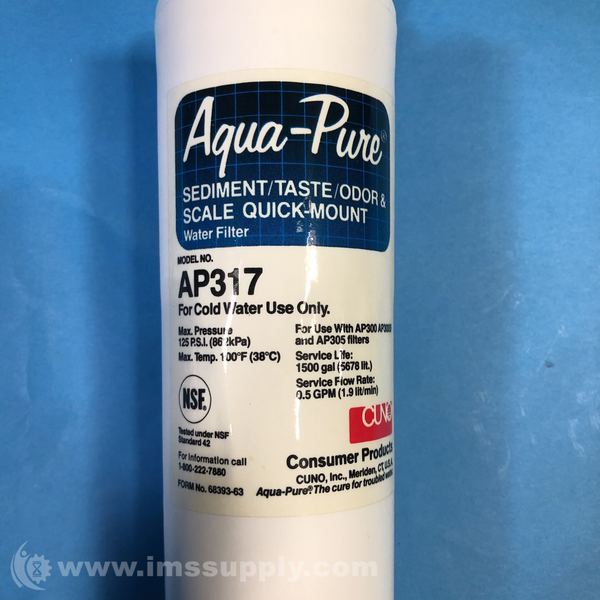 Aqua-Pure®
SEDIMENT/TASTE/ODOR &
SCALE QUICK-MOUNT
Water Filter
MODEL NO.
AP317
For Cold Water Use Only.
Max. Pressure
125 P.S.I. (862kPa)
Max. Temp. 100°F (38°C)
For Use With AP300
and AP305 filters
Service Life:
1500 gal (5678 lit.)
Service Flow Rate:
0.5 GPM (1.9 lit/min)
NSF®
Tested under NSF
Standard 42
For Information call
1-800-222-7880
FORM No. 68393-63
CUNO
Consumer Products
CUNO, Inc., Meriden, CT, U.S.A.
Aqua-Pure® The cure for troubled water
www.imssupply.com